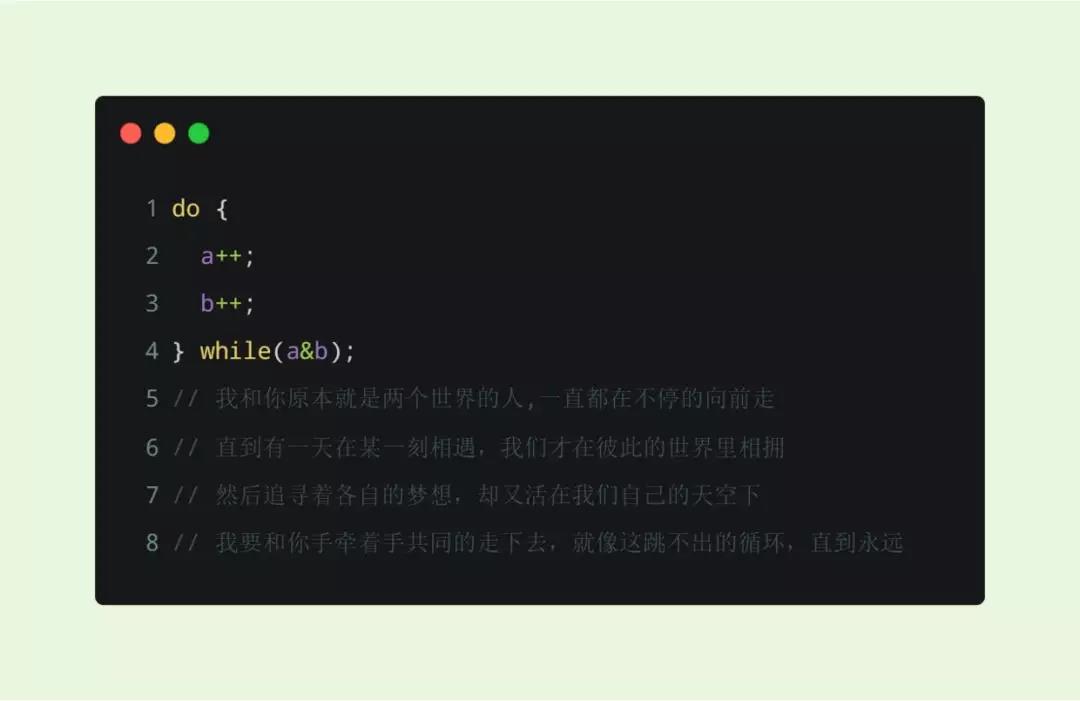 1 do {
2   a++;
3   b++;
4 } while(a&b);
5 // 我和你原本就是两个世界的人,一直都在不停的向前走
6 // 直到有一天在某一刻相遇，我们才在彼此的世界里相拥
7 // 然后追寻着各自的梦想，却又活在我们自己的天空下
8 // 我要和你手牵着手共同的走下去，就像这跳不出的循环，直到永远